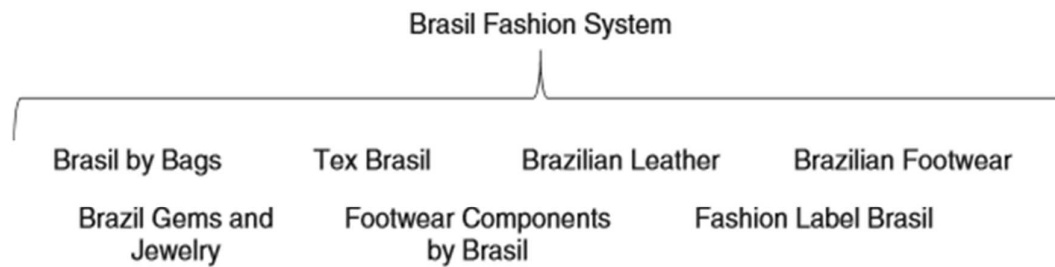 Brasil Fashion System
Brasil by Bags Tex Brasil Brazilian Leather Brazilian Footwear
Brazil Gems and Jewelry
Footwear Components by Brasil
Fashion Label Brasil